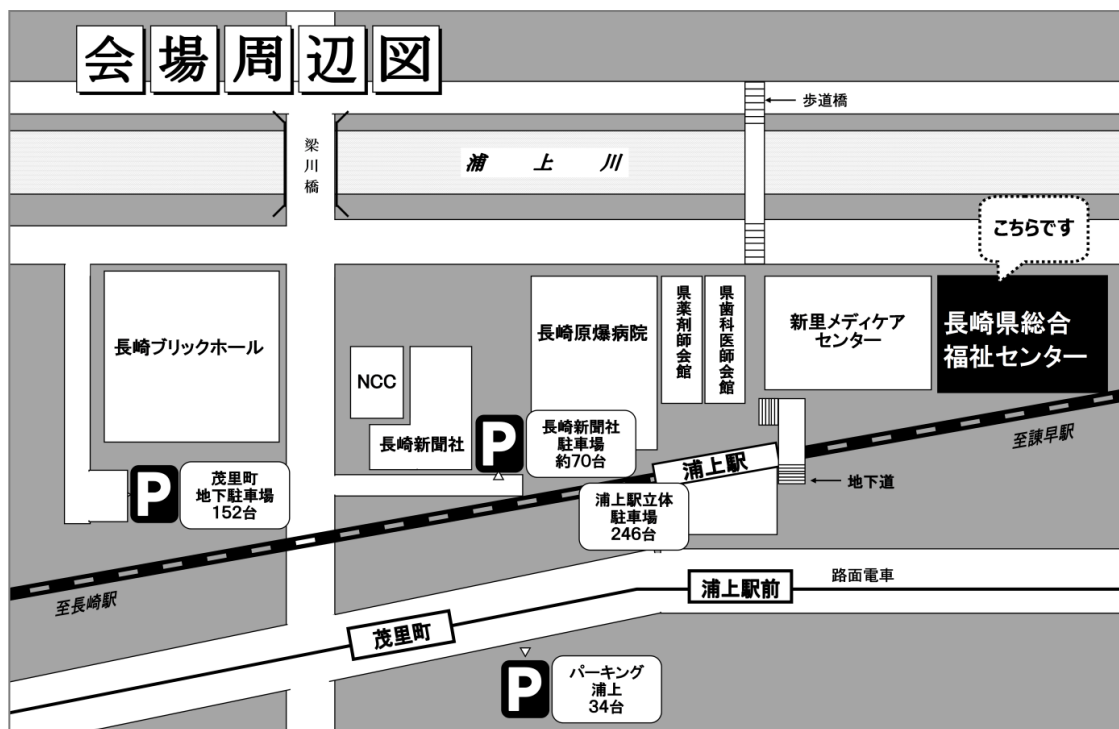 会場周辺図
歩道橋
梁川橋
浦上川
こちらです
長崎ブリックホール
NCC
長崎新聞社
長崎原爆病院
県薬剤師会館
県歯科医師会館
新里メディケア
センター
長崎県総合
福祉センター
P
長崎新聞社
駐車場
約70台
浦上駅
至諫早駅
地下道
P
茂里町
地下駐車場
152台
浦上駅立体
駐車場
246台
至長崎駅
路面電車
浦上駅前
茂里町
P
パーキング
浦上
34台